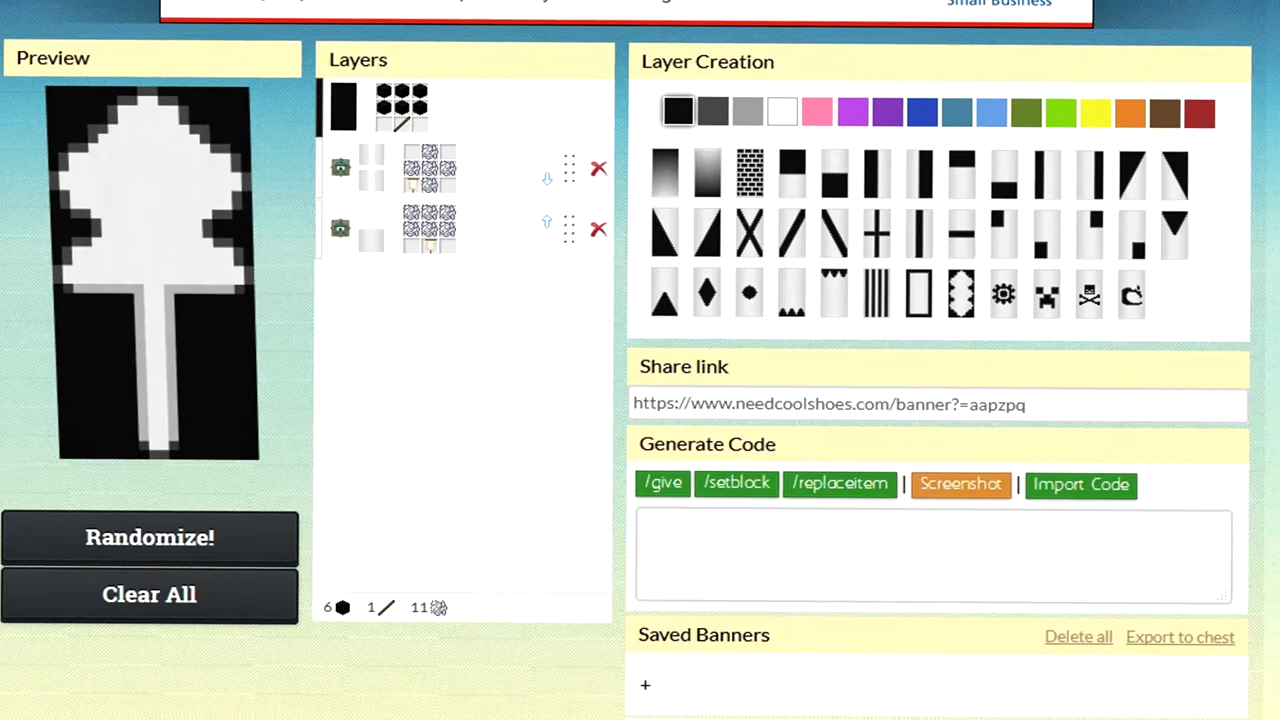 Small Business
Preview
Layers
Layer Creation
Share link
https://www.needcoolshoes.com/banner?=aapzpq
Generate Code
/give
/setblock
/replaceitem
|
Screenshot
|
Import Code
Randomize!
Clear All
6
1
11
Saved Banners
Delete all
Export to chest
+